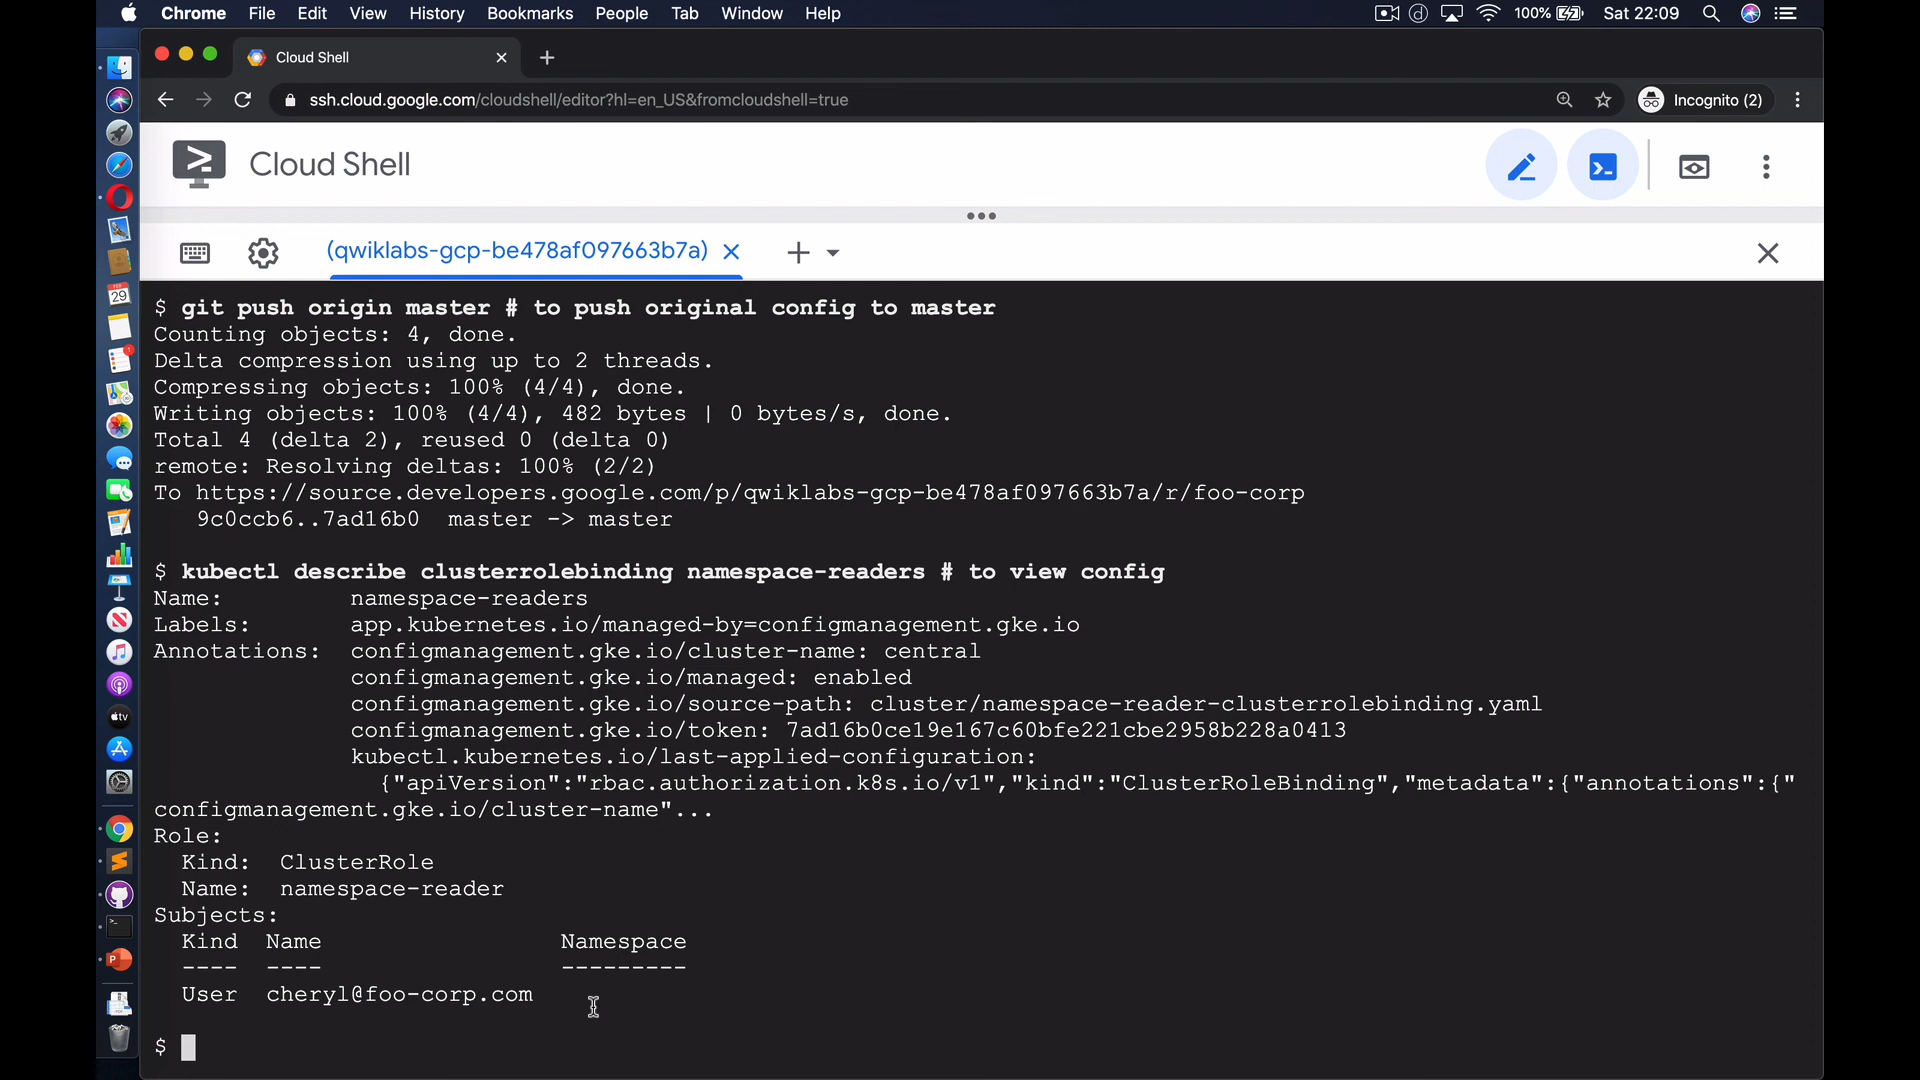 Chrome File Edit View History Bookmarks People Tab Window Help 100% Sat 22:09
Cloud Shell
ssh.cloud.google.com/cloudshell/editor?hl=en_US&fromcloudshell=true Incognito (2)
Cloud Shell
(qwiklabs-gcp-be478af097663b7a)
$ git push origin master # to push original config to master
Counting objects: 4, done.
Delta compression using up to 2 threads.
Compressing objects: 100% (4/4), done.
Writing objects: 100% (4/4), 482 bytes | 0 bytes/s, done.
Total 4 (delta 2), reused 0 (delta 0)
remote: Resolving deltas: 100% (2/2)
To https://source.developers.google.com/p/qwiklabs-gcp-be478af097663b7a/r/foo-corp
9c0ccb6..7ad16b0 master -> master
$ kubectl describe clusterrolebinding namespace-readers # to view config
Name: namespace-readers
Labels: app.kubernetes.io/managed-by=configmanagement.gke.io
Annotations: configmanagement.gke.io/cluster-name: central
configmanagement.gke.io/managed: enabled
configmanagement.gke.io/source-path: cluster/namespace-reader-clusterrolebinding.yaml
configmanagement.gke.io/token: 7ad16b0ce19e167c60bfe221cbe2958b228a0413
kubectl.kubernetes.io/last-applied-configuration:
{"apiVersion":"rbac.authorization.k8s.io/v1","kind":"ClusterRoleBinding","metadata":{"annotations":{"
configmanagement.gke.io/cluster-name"...
Role:
Kind: ClusterRole
Name: namespace-reader
Subjects:
Kind Name Namespace
---- ---- ---------
User cheryl@foo-corp.com
$